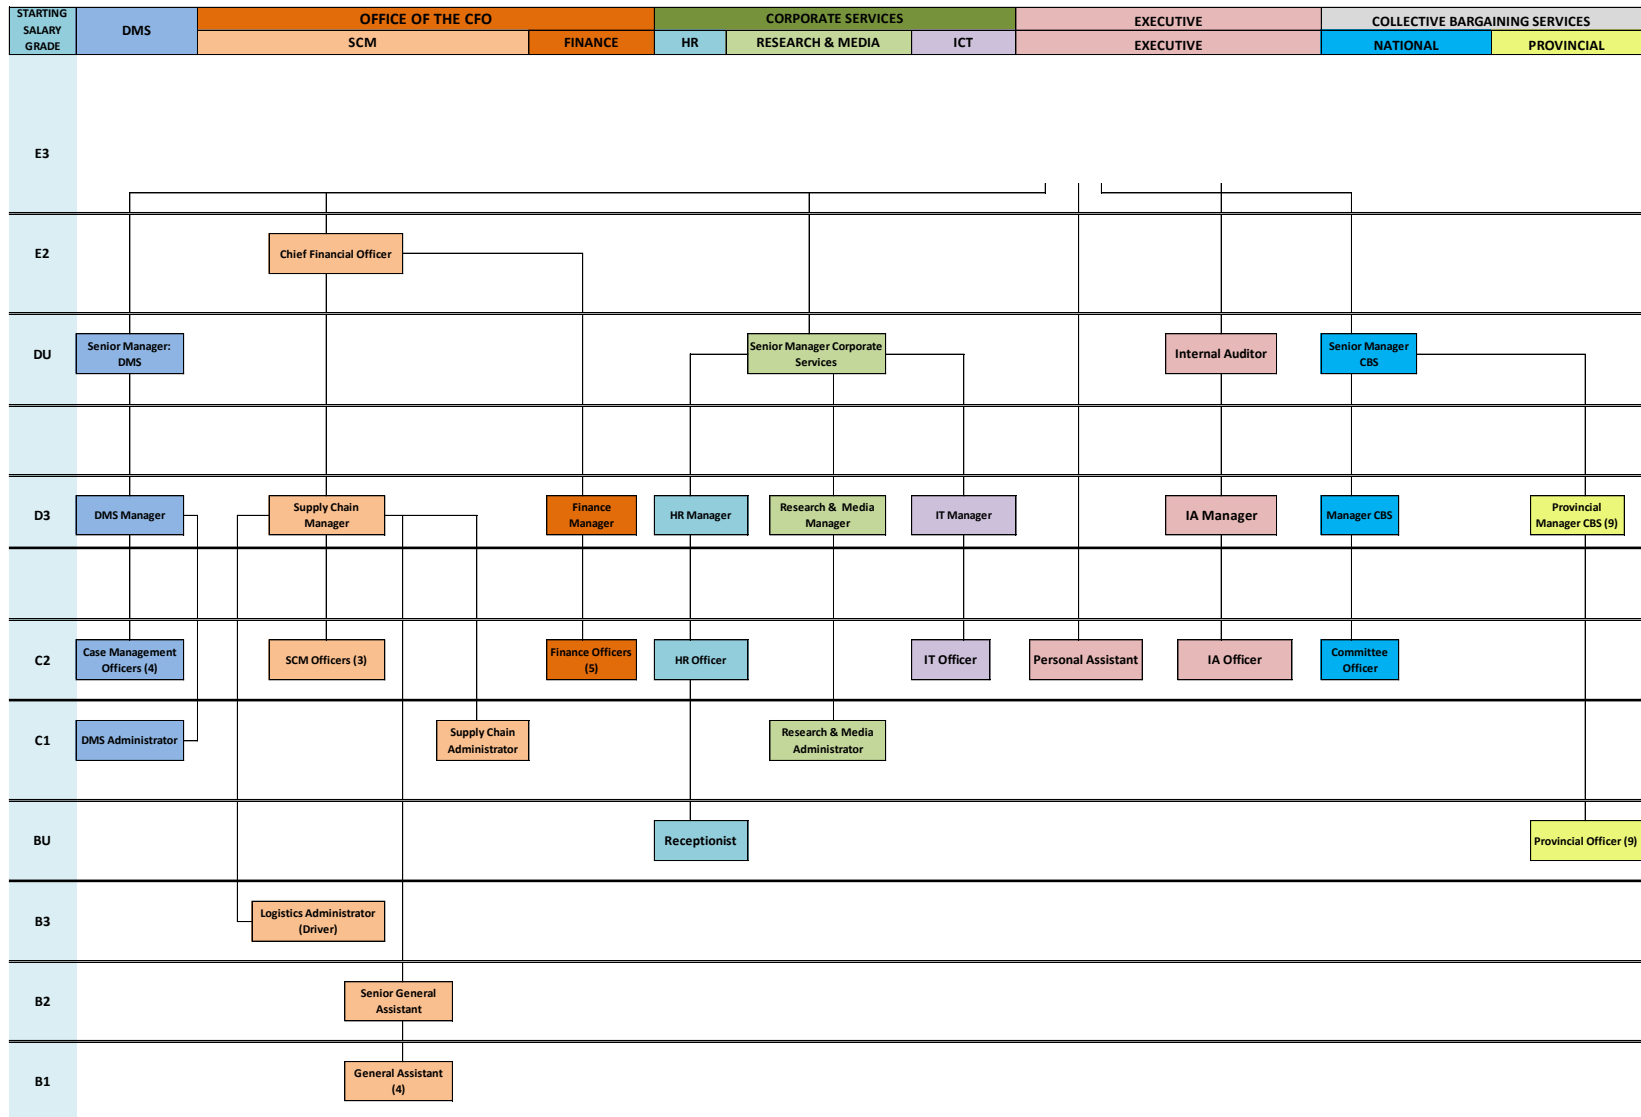 STARTING
SALARY
GRADE
DMS
OFFICE OF THE CFO
CORPORATE SERVICES
EXECUTIVE
COLLECTIVE BARGAINING SERVICES
SCM
FINANCE
HR
RESEARCH & MEDIA
ICT
EXECUTIVE
NATIONAL
PROVINCIAL
E3
E2
Chief Financial Officer
DU
Senior Manager:
DMS
Senior Manager Corporate
Services
Internal Auditor
Senior Manager
CBS
D3
DMS Manager
Supply Chain
Manager
Finance
Manager
HR Manager
Research & Media
Manager
IT Manager
IA Manager
Manager CBS
Provincial
Manager CBS (9)
C2
Case Management
Officers (4)
SCM Officers (3)
Finance Officers
(5)
HR Officer
IT Officer
Personal Assistant
IA Officer
Committee
Officer
C1
DMS Administrator
Supply Chain
Administrator
Research & Media
Administrator
BU
Receptionist
Provincial Officer (9)
B3
Logistics Administrator
(Driver)
B2
Senior General
Assistant
B1
General Assistant
(4)